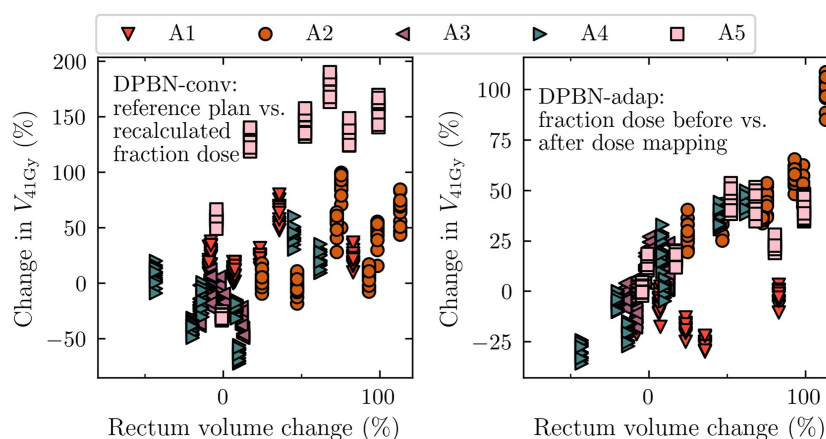 A1 A2 A3 A4 A5
DPBN-conv:
reference plan vs.
recalculated
fraction dose
200
150
100
50
0
−50
Change in V41Gy (%)
0 100
Rectum volume change (%)
DPBN-adap:
fraction dose before vs.
after dose mapping
100
75
50
25
0
−25
Change in V41Gy (%)
0 100
Rectum volume change (%)